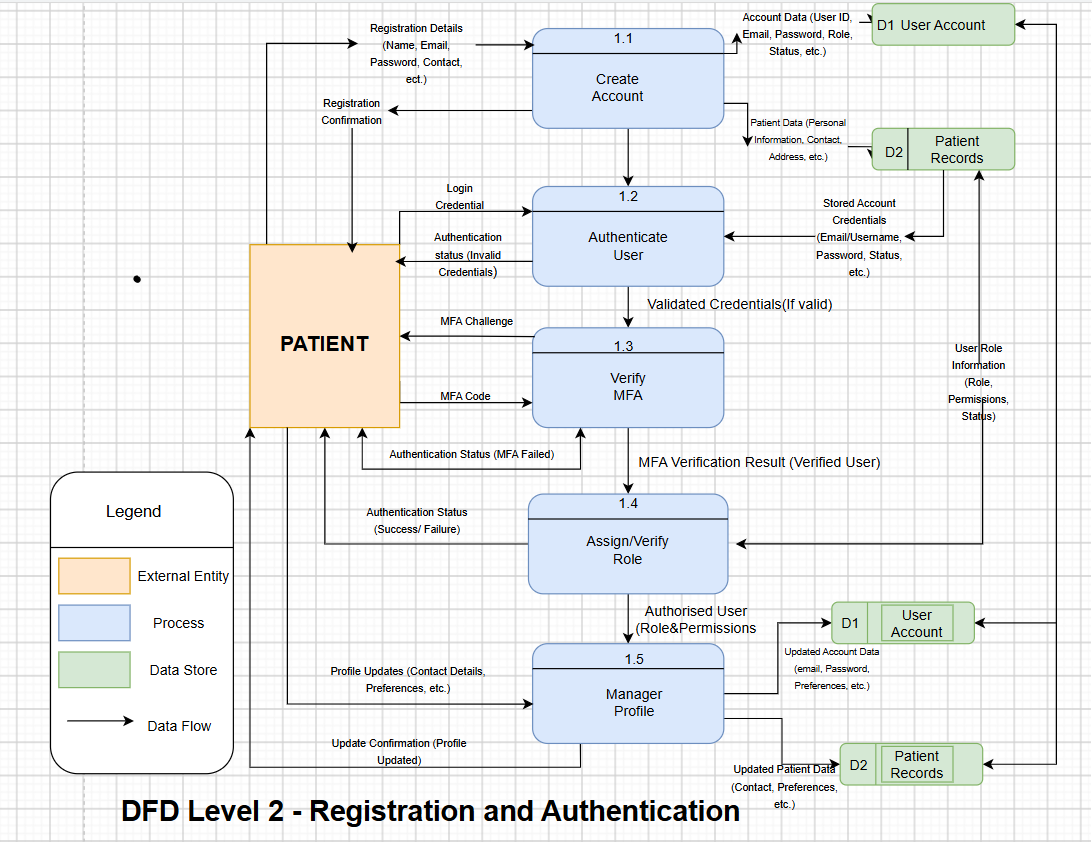 Registration Details
(Name, Email,
Password, Contact,
ect.)
1.1
Create
Account
Account Data (User ID,
Email, Password, Role,
Status, etc.)
D1 User Account
Registration
Confirmation
Patient Data (Personal
Information, Contact,
Address, etc.)
D2
Patient
Records
Login
Credential
1.2
Authenticate
User
Stored Account
Credentials
(Email/Username,
Password, Status,
etc.)
Authentication
status (Invalid
Credentials)
Validated Credentials(If valid)
PATIENT
MFA Challenge
1.3
Verify
MFA
MFA Code
User Role
Information
(Role,
Permissions,
Status)
Authentication Status (MFA Failed)
MFA Verification Result (Verified User)
Authentication Status
(Success/ Failure)
1.4
Assign/Verify
Role
Legend
External Entity
Process
Data Store
Data Flow
Authorised User
(Role&Permissions
D1
User
Account
Profile Updates (Contact Details,
Preferences, etc.)
1.5
Manager
Profile
Updated Account Data
(email, Password,
Preferences, etc.)
Update Confirmation (Profile
Updated)
D2
Patient
Records
Updated Patient Data
(Contact, Preferences,
etc.)
DFD Level 2 - Registration and Authentication